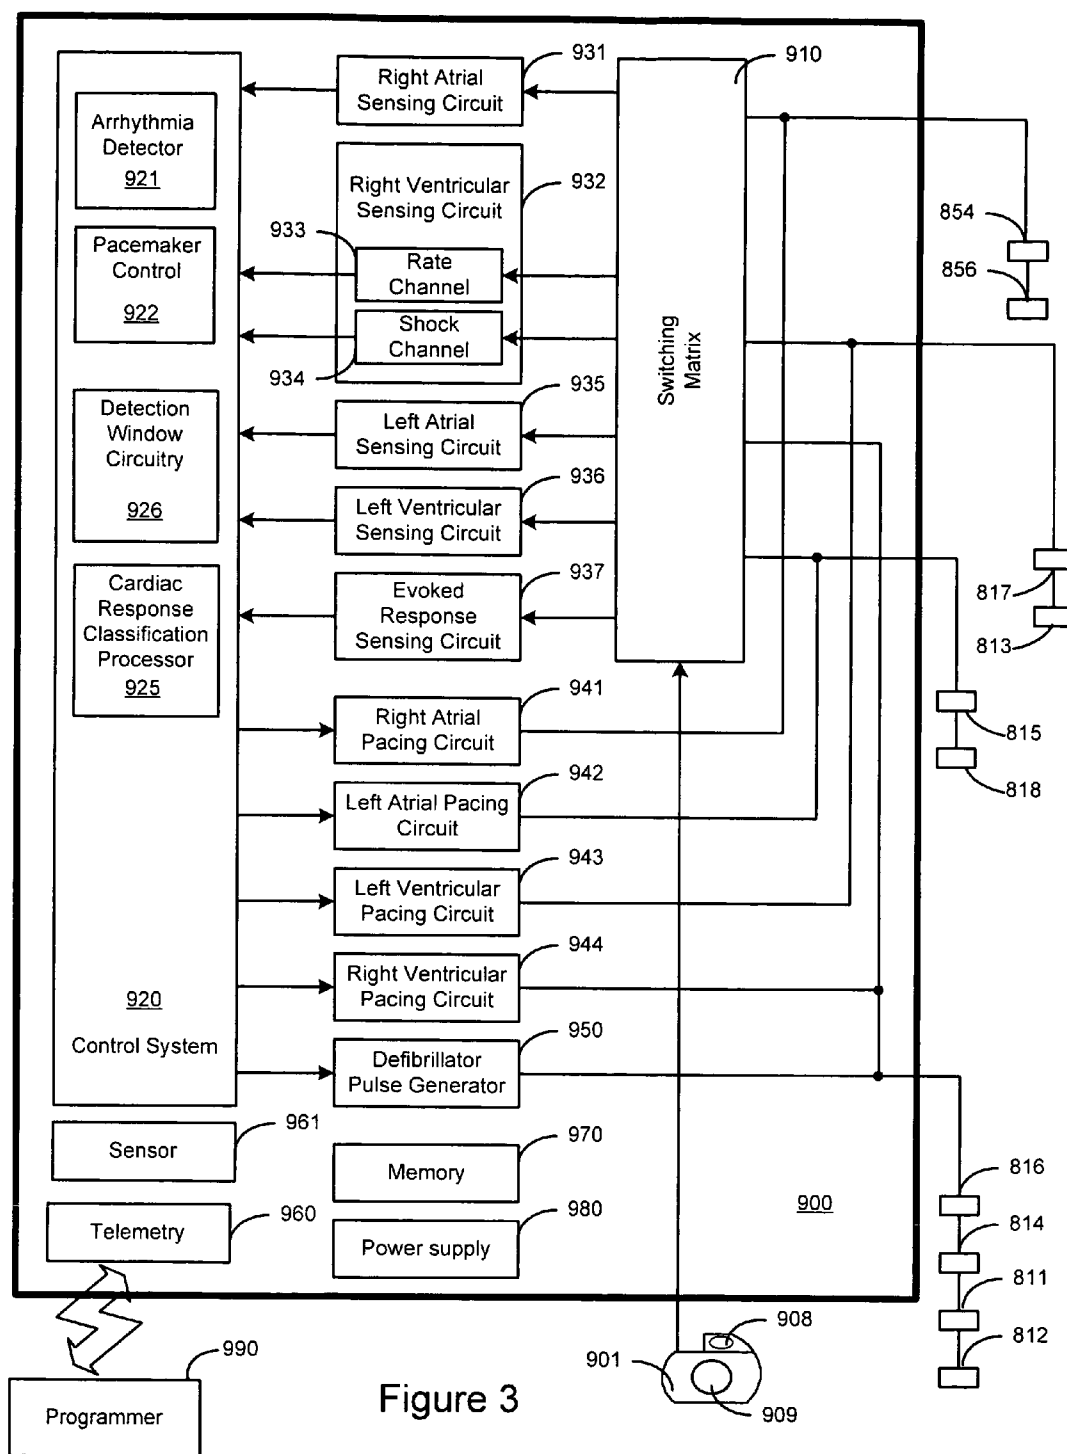 931
910
Right Atrial
Sensing Circuit
Arrhythmia
Detector
921
Right Ventricular
Sensing Circuit
932
933
Rate
Channel
Shock
Channel
934
Pacemaker
Control
922
854
856
Switching
Matrix
935
Left Atrial
Sensing Circuit
Detection
Window
Circuitry
926
936
Left Ventricular
Sensing Circuit
937
Evoked
Response
Sensing Circuit
Cardiac
Response
Classification
Processor
925
817
813
941
Right Atrial
Pacing Circuit
815
818
942
Left Atrial Pacing
Circuit
943
Left Ventricular
Pacing Circuit
944
Right Ventricular
Pacing Circuit
920
Control System
950
Defibrillator
Pulse Generator
961
Sensor
970
Memory
816
814
811
812
960
Telemetry
980
Power supply
900
908
901
909
990
Programmer
Figure 3